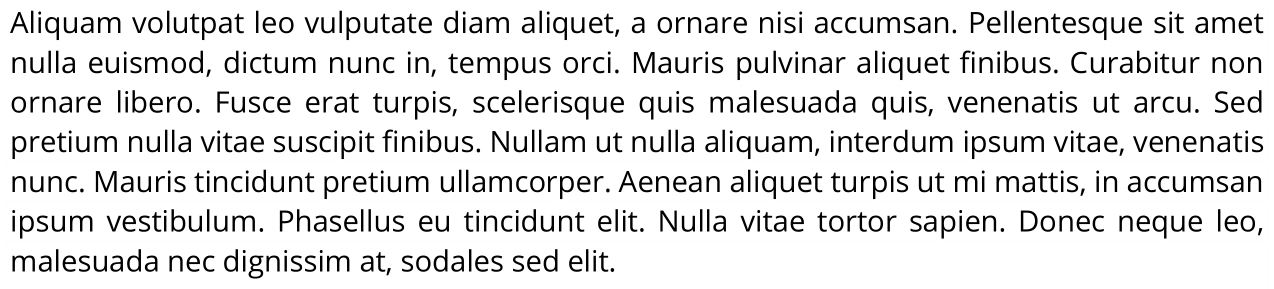 Aliquam volutpat leo vulputate diam aliquet, a ornare nisi accumsan. Pellentesque sit amet
nulla euismod, dictum nunc in, tempus orci. Mauris pulvinar aliquet finibus. Curabitur non
ornare libero. Fusce erat turpis, scelerisque quis malesuada quis, venenatis ut arcu. Sed
pretium nulla vitae suscipit finibus. Nullam ut nulla aliquam, interdum ipsum vitae, venenatis
nunc. Mauris tincidunt pretium ullamcorper. Aenean aliquet turpis ut mi mattis, in accumsan
ipsum vestibulum. Phasellus eu tincidunt elit. Nulla vitae tortor sapien. Donec neque leo,
malesuada nec dignissim at, sodales sed elit.